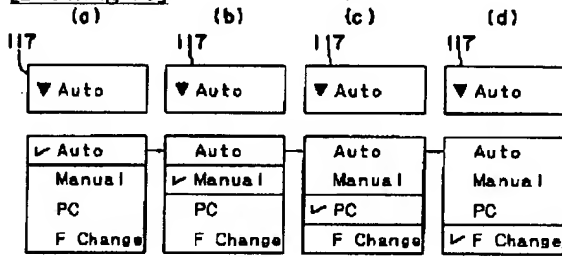 (a) (b) (c) (d)
117 117 117 117
▼ Auto ▼ Auto ▼ Auto ▼ Auto
✓ Auto Auto Auto Auto
Manual ✓ Manual Manual Manual
PC PC ✓ PC PC
F Change F Change F Change ✓ F Change